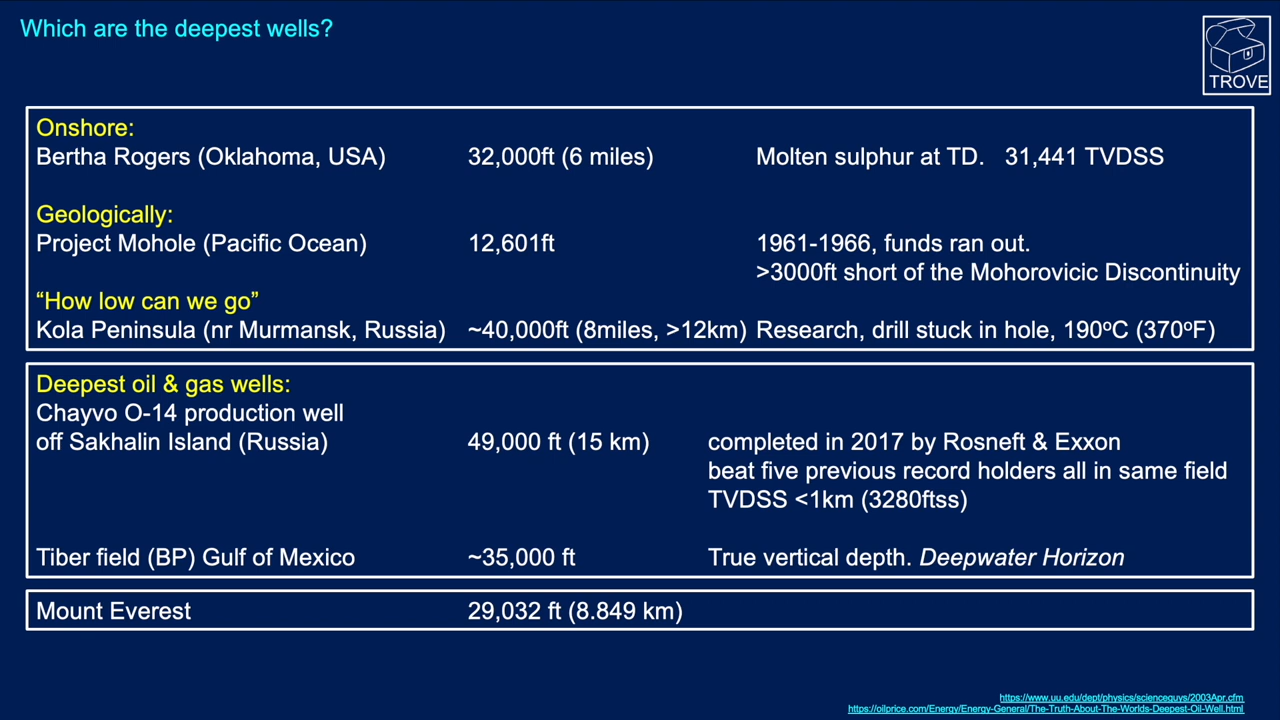 Which are the deepest wells?
TROVE
Onshore:
Bertha Rogers (Oklahoma, USA) 32,000ft (6 miles) Molten sulphur at TD. 31,441 TVDSS
Geologically:
Project Mohole (Pacific Ocean) 12,601ft 1961-1966, funds ran out.
>3000ft short of the Mohorovicic Discontinuity
“How low can we go”
Kola Peninsula (nr Murmansk, Russia) ~40,000ft (8miles, >12km) Research, drill stuck in hole, 190ºC (370ºF)
Deepest oil & gas wells:
Chayvo O-14 production well
off Sakhalin Island (Russia) 49,000 ft (15 km) completed in 2017 by Rosneft & Exxon
beat five previous record holders all in same field
TVDSS <1km (3280ftss)
Tiber field (BP) Gulf of Mexico ~35,000 ft True vertical depth. Deepwater Horizon
Mount Everest 29,032 ft (8.849 km)
https://www.uu.edu/dept/physics/scienceguys/2003Apr.cfm
https://oilprice.com/Energy/Energy-General/The-Truth-About-The-Worlds-Deepest-Oil-Well.html